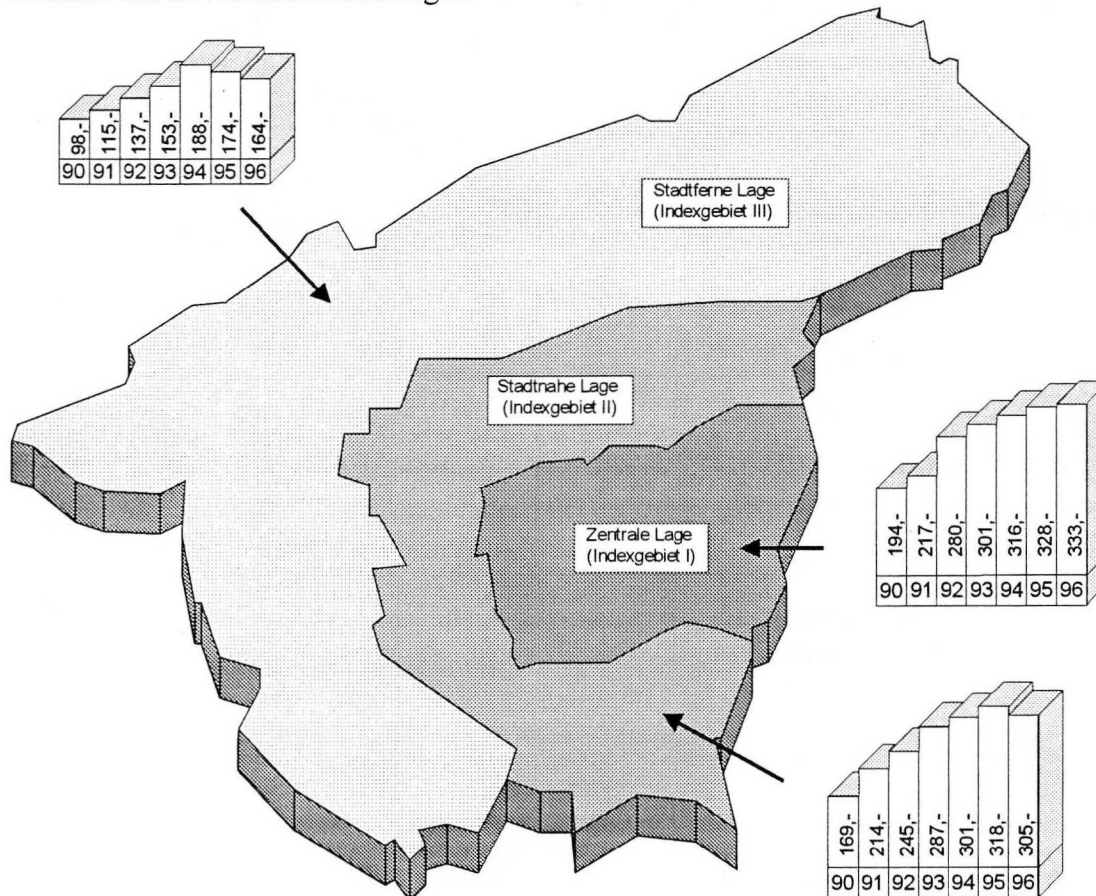 98,- 115,- 137,- 153,- 188,- 174,- 164,-
90 91 92 93 94 95 96
Stadtferne Lage
(Indexgebiet III)
Stadtnahe Lage
(Indexgebiet II)
Zentrale Lage
(Indexgebiet I)
194,- 217,- 280,- 301,- 316,- 328,- 333,-
90 91 92 93 94 95 96
169,- 214,- 245,- 287,- 301,- 318,- 305,-
90 91 92 93 94 95 96